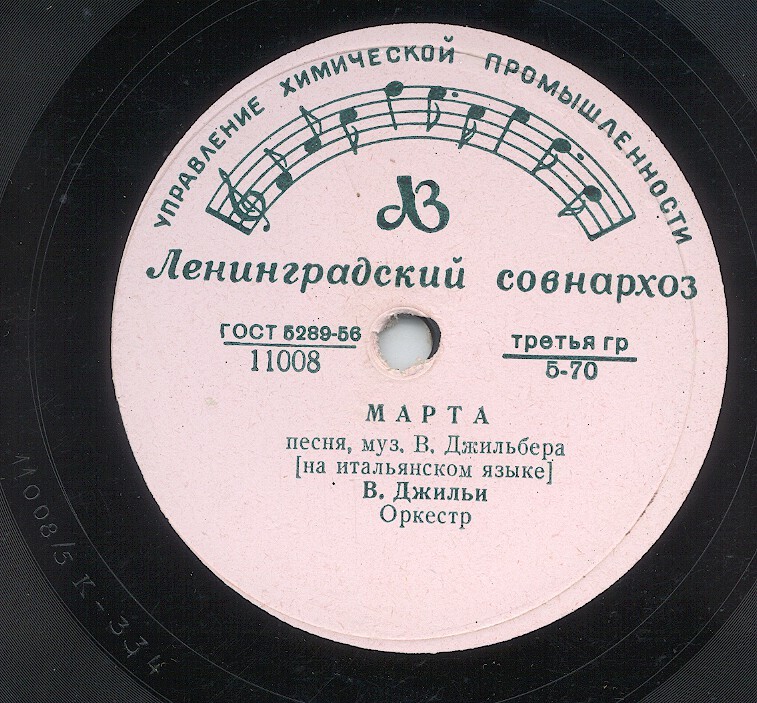 УПРАВЛЕНИЕ ХИМИЧЕСКОЙ ПРОМЫШЛЕННОСТИ
ЛЗ
Ленинградский совнархоз
ГОСТ 5289-56
11008
третья гр
5-70
МАРТА
песня, муз. В. Джильбера
[на итальянском языке]
В. Джильи
Оркестр
11008/5 К-334